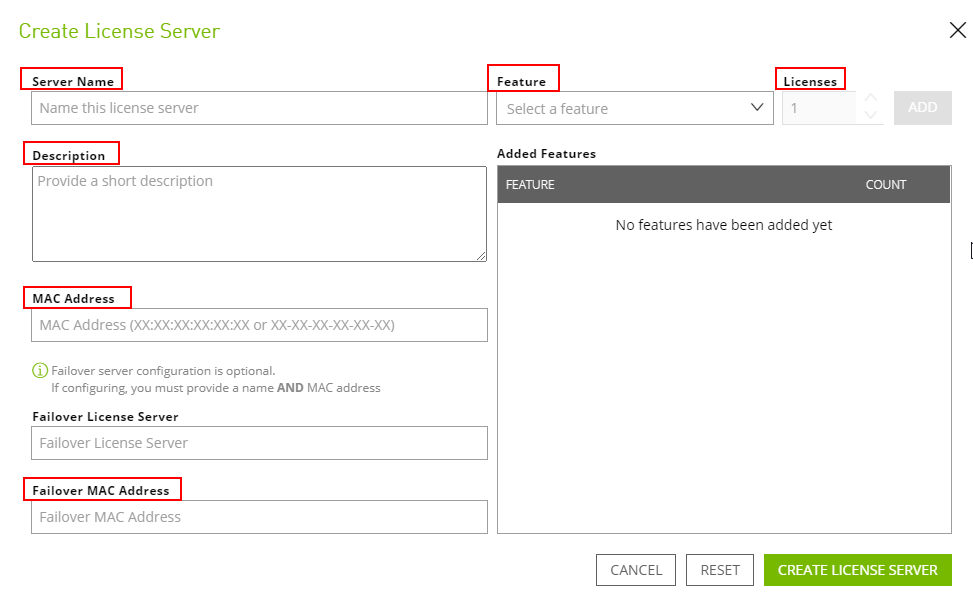 Create License Server
Server Name
Name this license server
Feature
Select a feature
Licenses
1
ADD
Description
Provide a short description
Added Features
FEATURE COUNT
No features have been added yet
MAC Address
MAC Address (XX:XX:XX:XX:XX:XX or XX-XX-XX-XX-XX-XX)
Failover server configuration is optional.
If configuring, you must provide a name AND MAC address
Failover License Server
Failover License Server
Failover MAC Address
Failover MAC Address
CANCEL
RESET
CREATE LICENSE SERVER